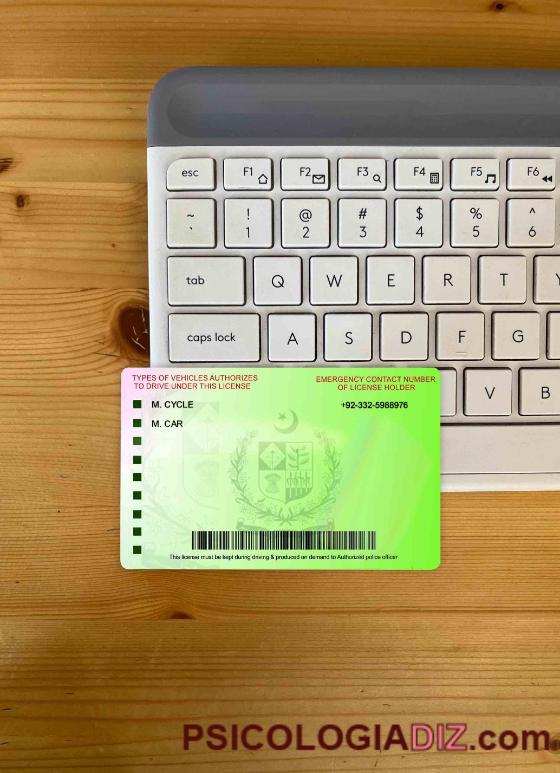 esc F1 F2 F3 F4 F5 F6
~ ! @ # $ % ^
` 1 2 3 4 5 6
tab Q W E R T Y
caps lock A S D F G
V B
TYPES OF VEHICLES AUTHORIZES
TO DRIVE UNDER THIS LICENSE
EMERGENCY CONTACT NUMBER
OF LICENSE HOLDER
M. CYCLE
+92-332-5988976
M. CAR
This license must be kept during driving & produced on demand to Authorized police officer
PSICOLOGIADIZ.com